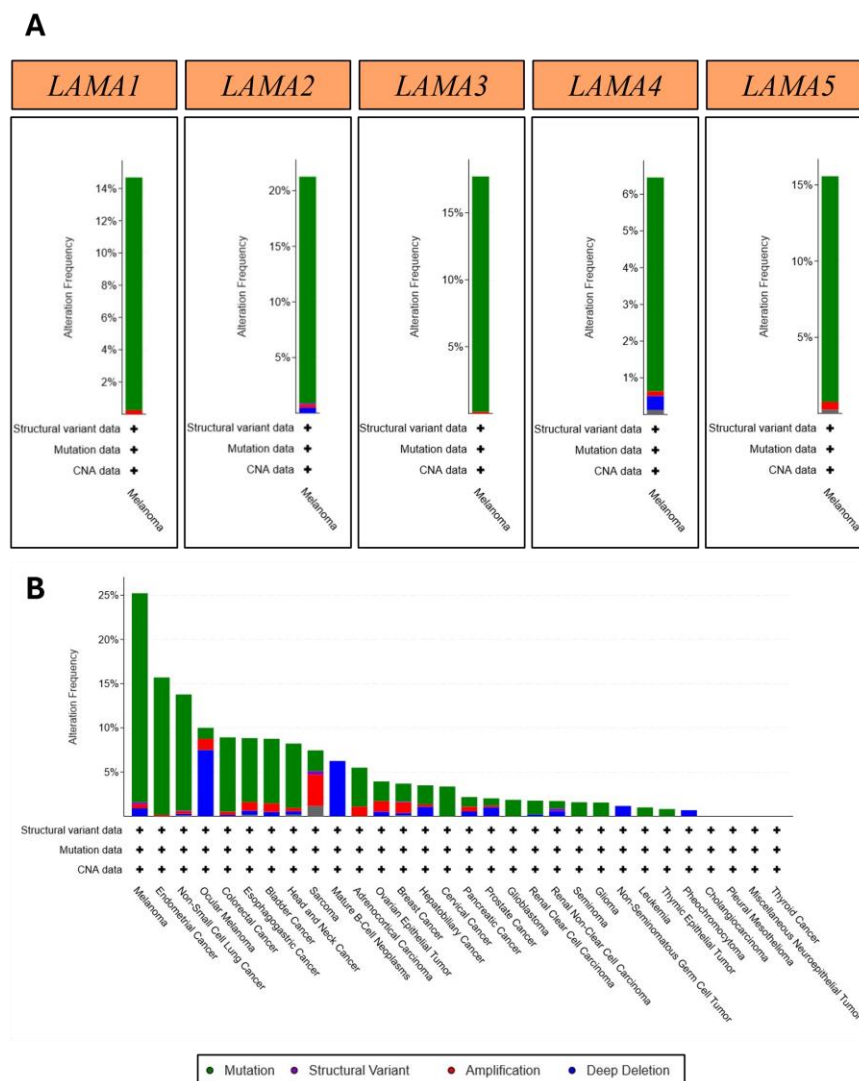 A
LAMA1 LAMA2 LAMA3 LAMA4 LAMA5
Alteration Frequency
14%
12%
10%
8%
6%
4%
2%
Structural variant data
Mutation data
CNA data
Melanoma
Alteration Frequency
20%
15%
10%
5%
Structural variant data
Mutation data
CNA data
Melanoma
Alteration Frequency
15%
10%
5%
Structural variant data
Mutation data
CNA data
Melanoma
Alteration Frequency
6%
5%
4%
3%
2%
1%
Structural variant data
Mutation data
CNA data
Melanoma
Alteration Frequency
15%
10%
5%
Structural variant data
Mutation data
CNA data
Melanoma
B
Alteration Frequency
25%
20%
15%
10%
5%
Structural variant data
Mutation data
CNA data
Melanoma
Endometrial Cancer
Non-Small Cell Lung Cancer
Ocular Melanoma
Colorectal Cancer
Esophagogastric Cancer
Bladder Cancer
Head and Neck Cancer
Sarcoma
Mature B-Cell Neoplasms
Adrenocortical Carcinoma
Ovarian Epithelial Tumor
Breast Cancer
Hepatobiliary Cancer
Cervical Cancer
Pancreatic Cancer
Prostate Cancer
Glioblastoma
Renal Clear Cell Carcinoma
Renal Non-Clear Cell Carcinoma
Seminoma
Glioma
Non-Seminomatous Germ Cell Tumor
Leukemia
Thymic Epithelial Tumor
Pheochromocytoma
Cholangiocarcinoma
Pleural Mesothelioma
Miscellaneous Neuroepithelial Tumor
Thyroid Cancer
Mutation Structural Variant Amplification Deep Deletion